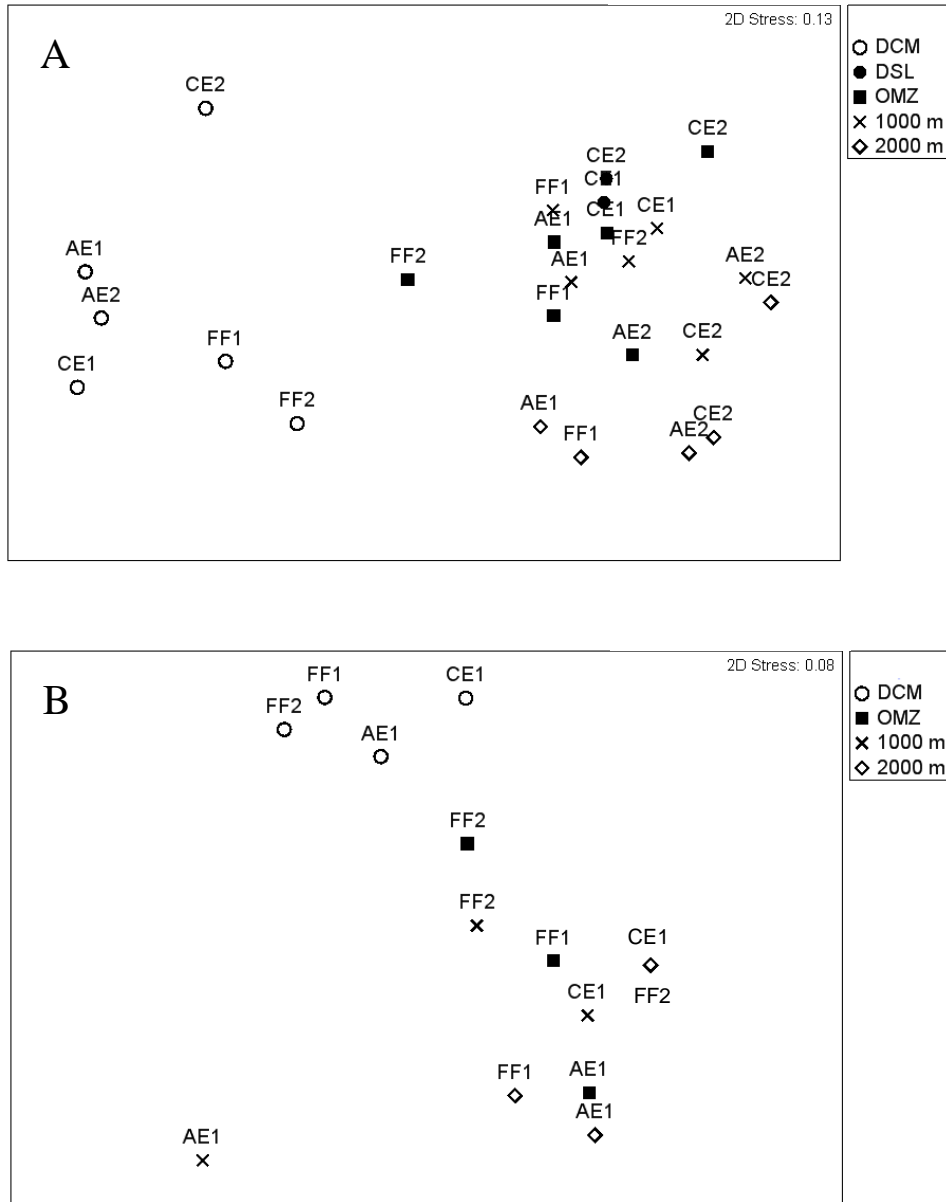 2D Stress: 0.13
A
DCM
DSL
OMZ
1000 m
2000 m
CE2
CE2
CE2
CE1
FF1
CE1
CE1
AE1
FF2
AE1
FF2
AE1
AE2
CE2
AE2
FF1
FF1
AE2
CE2
CE1
FF2
AE1
FF1
AE2
CE2
2D Stress: 0.08
B
DCM
OMZ
1000 m
2000 m
FF1
CE1
FF2
AE1
FF2
FF2
FF1
CE1
CE1
FF2
FF1
AE1
AE1
AE1